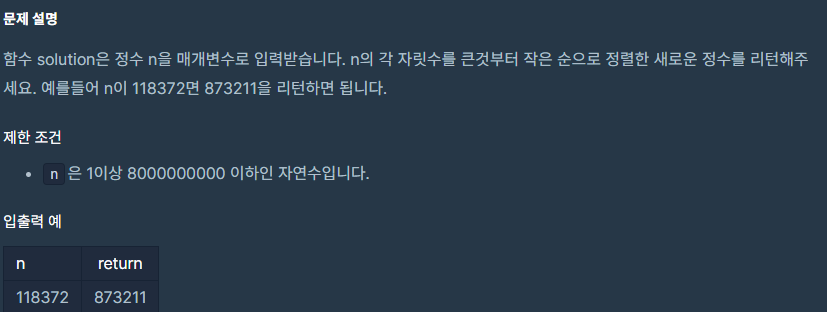 문제 설명
함수 solution은 정수 n을 매개변수로 입력받습니다. n의 각 자릿수를 큰것부터 작은 순으로 정렬한 새로운 정수를 리턴해주
세요. 예를들어 n이 118372면 873211을 리턴하면 됩니다.
제한 조건
• n 은 1이상 8000000000 이하인 자연수입니다.
입출력 예
n return
118372 873211